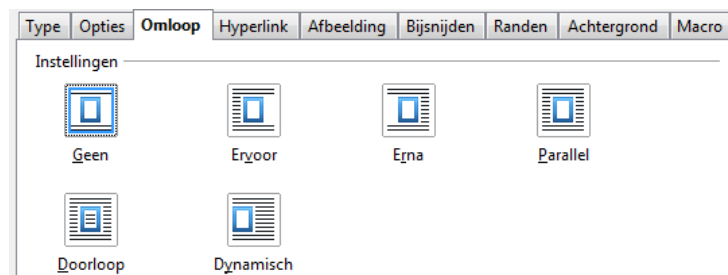 Type Opties Omloop Hyperlink Afbeelding Bijsnijden Randen Achtergrond Macro
Instellingen
Geen Ervoor Erna Parallel
Doorloop Dynamisch